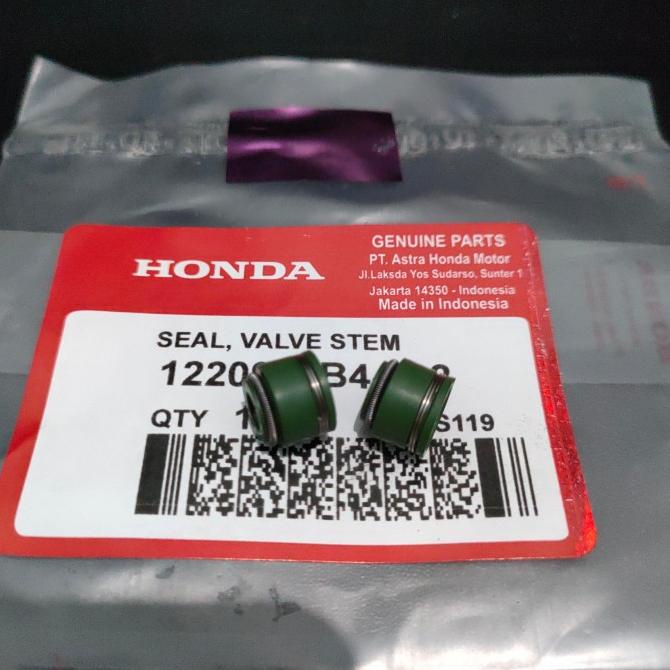 HONDA
GENUINE PARTS
PT. Astra Honda Motor
Jl.Laksda Yos Sudarso, Sunter 1
Jakarta 14350 - Indonesia
Made in Indonesia
SEAL, VALVE STEM
QTY
S119